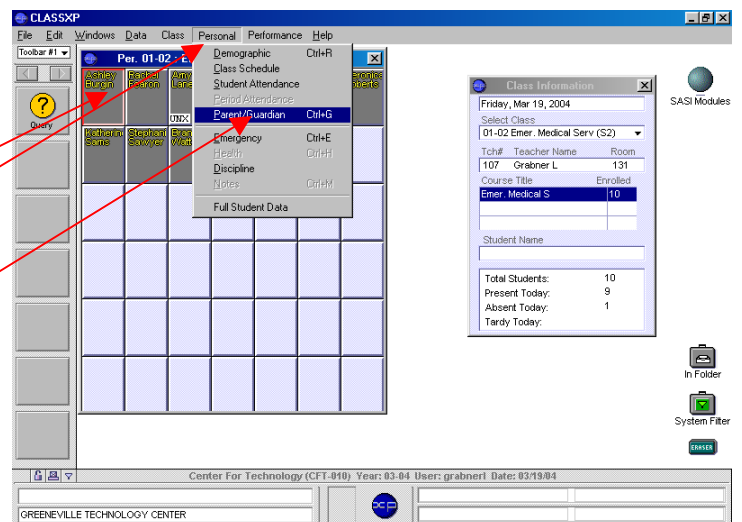 CLASSXP
File Edit Windows Data Class Personal Performance Help
Toolbar #1
Query
Per. 01-02
Ashley Burgin
Rachel
Amy Lane
UNX
Stephani Sawyer
Sams
Demographic Ctrl+R
Class Schedule
Student Attendance
Period Attendance
Parent/Guardian Ctrl+G
Emergency Ctrl+E
Health Ctrl+H
Discipline
Notes Ctrl+M
Full Student Data
Class Information
Friday, Mar 19, 2004
Select Class
01-02 Emer. Medical Serv (S2)
Tch# Teacher Name Room
107 Grabner L 131
Course Title Enrolled
Emer. Medical S 10
Student Name
Total Students: 10
Present Today: 9
Absent Today: 1
Tardy Today:
SASI Modules
In Folder
System Filter
ERASER
Center For Technology (CFT-010) Year: 03-04 User: grabnerl Date: 03/19/04
GREENEVILLE TECHNOLOGY CENTER
xp